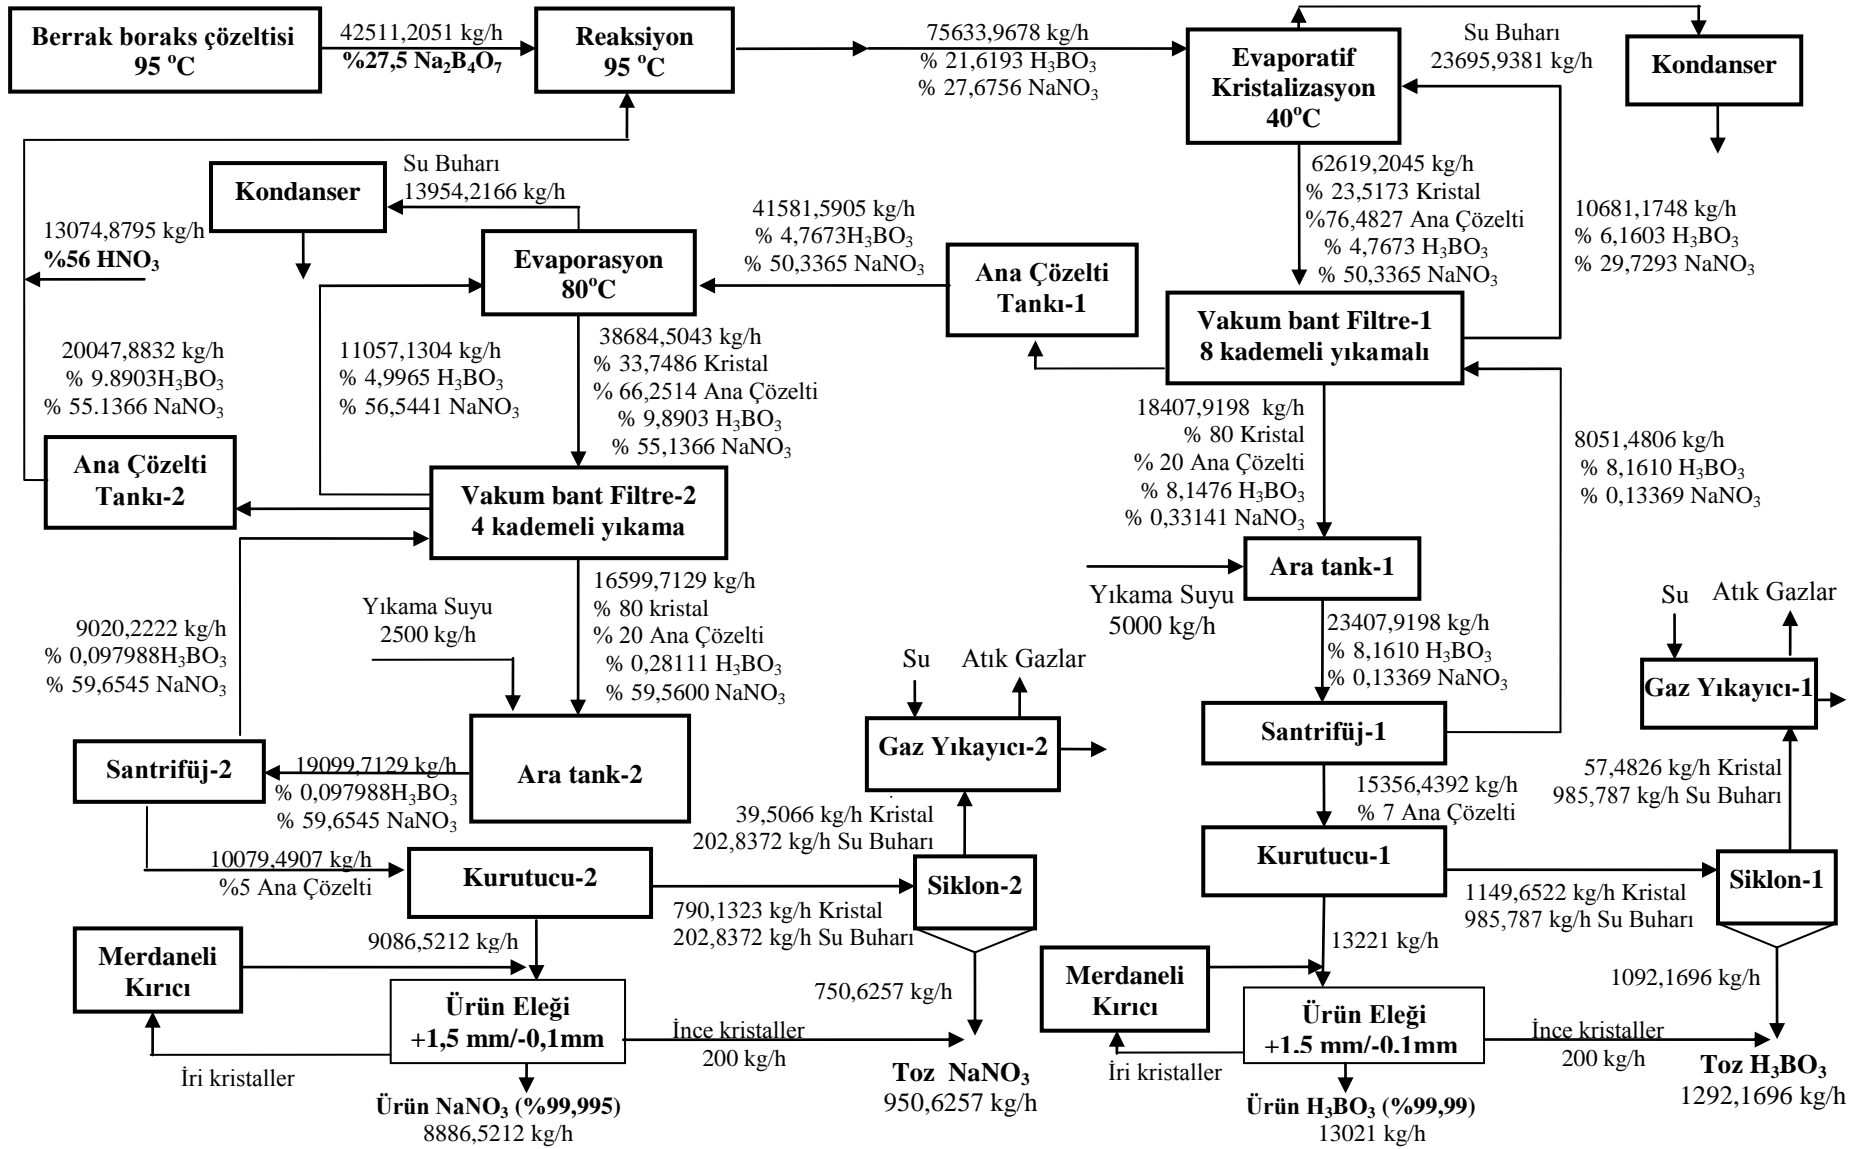 Berrak boraks çözeltisi
95 °C
42511,2051 kg/h
%27,5 Na₂B₄O₇
Reaksiyon
95 °C
75633,9678 kg/h
% 21,6193 H₃BO₃
% 27,6756 NaNO₃
Evaporatif
Kristalizasyon
40°C
Su Buharı
23695,9381 kg/h
Kondanser
Kondanser
Su Buharı
13954,2166 kg/h
13074,8795 kg/h
%56 HNO₃
Evaporasyon
80°C
41581,5905 kg/h
% 4,7673H₃BO₃
% 50,3365 NaNO₃
Ana Çözelti
Tankı-1
62619,2045 kg/h
% 23,5173 Kristal
%76,4827 Ana Çözelti
% 4,7673 H₃BO₃
% 50,3365 NaNO₃
10681,1748 kg/h
% 6,1603 H₃BO₃
% 29,7293 NaNO₃
Vakum bant Filtre-1
8 kademeli yıkamalı
20047,8832 kg/h
% 9.8903H₃BO₃
% 55.1366 NaNO₃
11057,1304 kg/h
% 4,9965 H₃BO₃
% 56,5441 NaNO₃
38684,5043 kg/h
% 33,7486 Kristal
% 66,2514 Ana Çözelti
% 9,8903 H₃BO₃
% 55,1366 NaNO₃
18407,9198 kg/h
% 80 Kristal
% 20 Ana Çözelti
% 8,1476 H₃BO₃
% 0,33141 NaNO₃
8051,4806 kg/h
% 8,1610 H₃BO₃
% 0,13369 NaNO₃
Ana Çözelti
Tankı-2
Vakum bant Filtre-2
4 kademeli yıkama
Ara tank-1
Yıkama Suyu
5000 kg/h
16599,7129 kg/h
% 80 kristal
% 20 Ana Çözelti
% 0,28111 H₃BO₃
% 59,5600 NaNO₃
Yıkama Suyu
2500 kg/h
9020,2222 kg/h
% 0,097988H₃BO₃
% 59,6545 NaNO₃
23407,9198 kg/h
% 8,1610 H₃BO₃
% 0,13369 NaNO₃
Su
Atık Gazlar
Gaz Yıkayıcı-1
Su
Atık Gazlar
Gaz Yıkayıcı-2
Santrifüj-1
Santrifüj-2
19099,7129 kg/h
% 0,097988H₃BO₃
% 59,6545 NaNO₃
Ara tank-2
39,5066 kg/h Kristal
202,8372 kg/h Su Buharı
15356,4392 kg/h
% 7 Ana Çözelti
57,4826 kg/h Kristal
985,787 kg/h Su Buharı
10079,4907 kg/h
%5 Ana Çözelti
Kurutucu-2
Siklon-2
790,1323 kg/h Kristal
202,8372 kg/h Su Buharı
Kurutucu-1
Siklon-1
1149,6522 kg/h Kristal
985,787 kg/h Su Buharı
Merdaneli
Kırıcı
9086,5212 kg/h
Ürün Eleği
+1,5 mm/-0,1mm
750,6257 kg/h
İnce kristaller
200 kg/h
Merdaneli
Kırıcı
13221 kg/h
Ürün Eleği
+1,5 mm/-0,1mm
1092,1696 kg/h
İnce kristaller
200 kg/h
İri kristaller
Ürün NaNO₃ (%99,995)
8886,5212 kg/h
Toz NaNO₃
950,6257 kg/h
İri kristaller
Ürün H₃BO₃ (%99,99)
13021 kg/h
Toz H₃BO₃
1292,1696 kg/h